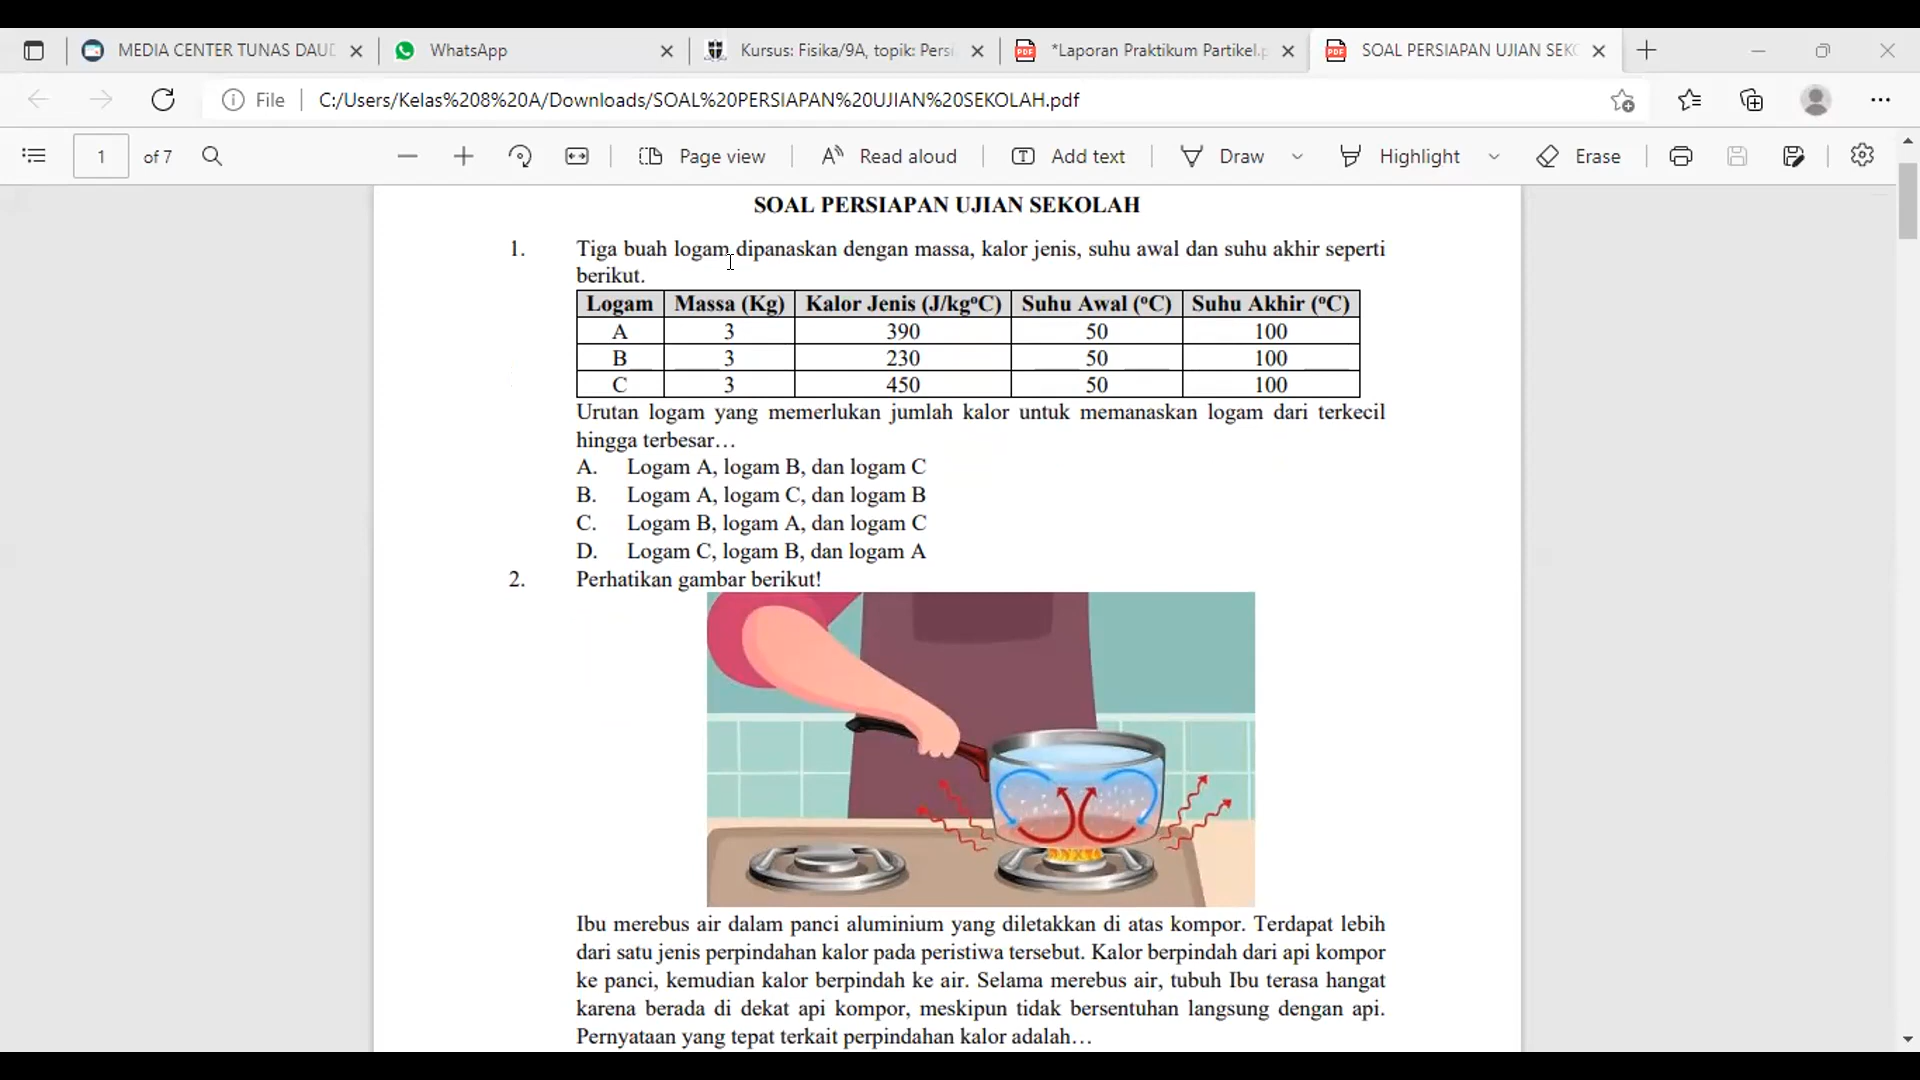 MEDIA CENTER TUNAS DAUD
WhatsApp
Kursus: Fisika/9A, topik: Persi
*Laporan Praktikum Partikel.p
SOAL PERSIAPAN UJIAN SEKO
File
C:/Users/Kelas%208%20A/Downloads/SOAL%20PERSIAPAN%20UJIAN%20SEKOLAH.pdf
1 of 7
Page view
Read aloud
Add text
Draw
Highlight
Erase
SOAL PERSIAPAN UJIAN SEKOLAH
1. Tiga buah logam dipanaskan dengan massa, kalor jenis, suhu awal dan suhu akhir seperti
berikut.
Logam Massa (Kg) Kalor Jenis (J/kgºC) Suhu Awal (ºC) Suhu Akhir (ºC)
A 3 390 50 100
B 3 230 50 100
C 3 450 50 100
Urutan logam yang memerlukan jumlah kalor untuk memanaskan logam dari terkecil
hingga terbesar…
A. Logam A, logam B, dan logam C
B. Logam A, logam C, dan logam B
C. Logam B, logam A, dan logam C
D. Logam C, logam B, dan logam A
2. Perhatikan gambar berikut!
Ibu merebus air dalam panci aluminium yang diletakkan di atas kompor. Terdapat lebih
dari satu jenis perpindahan kalor pada peristiwa tersebut. Kalor berpindah dari api kompor
ke panci, kemudian kalor berpindah ke air. Selama merebus air, tubuh Ibu terasa hangat
karena berada di dekat api kompor, meskipun tidak bersentuhan langsung dengan api.
Pernyataan yang tepat terkait perpindahan kalor adalah…